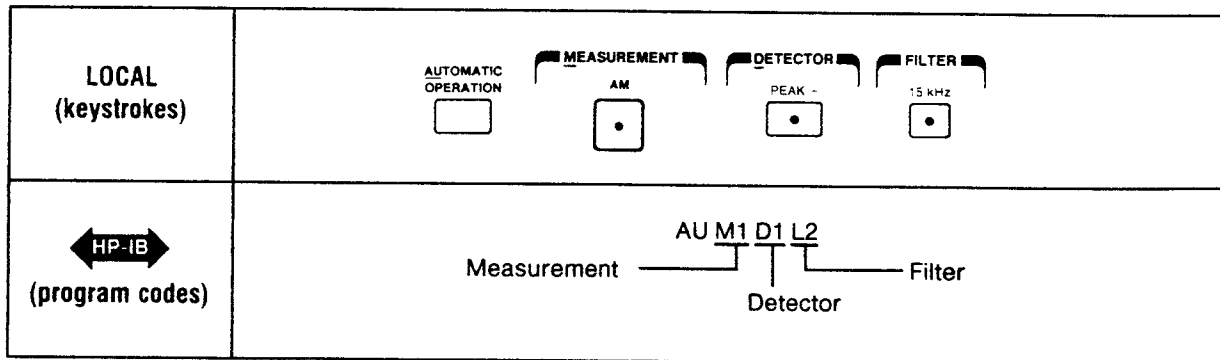 LOCAL
(keystrokes)
AUTOMATIC
OPERATION
MEASUREMENT
AM
DETECTOR
PEAK -
FILTER
15 kHz
HP-IB
(program codes)
AU M1 D1 L2
Measurement
Filter
Detector